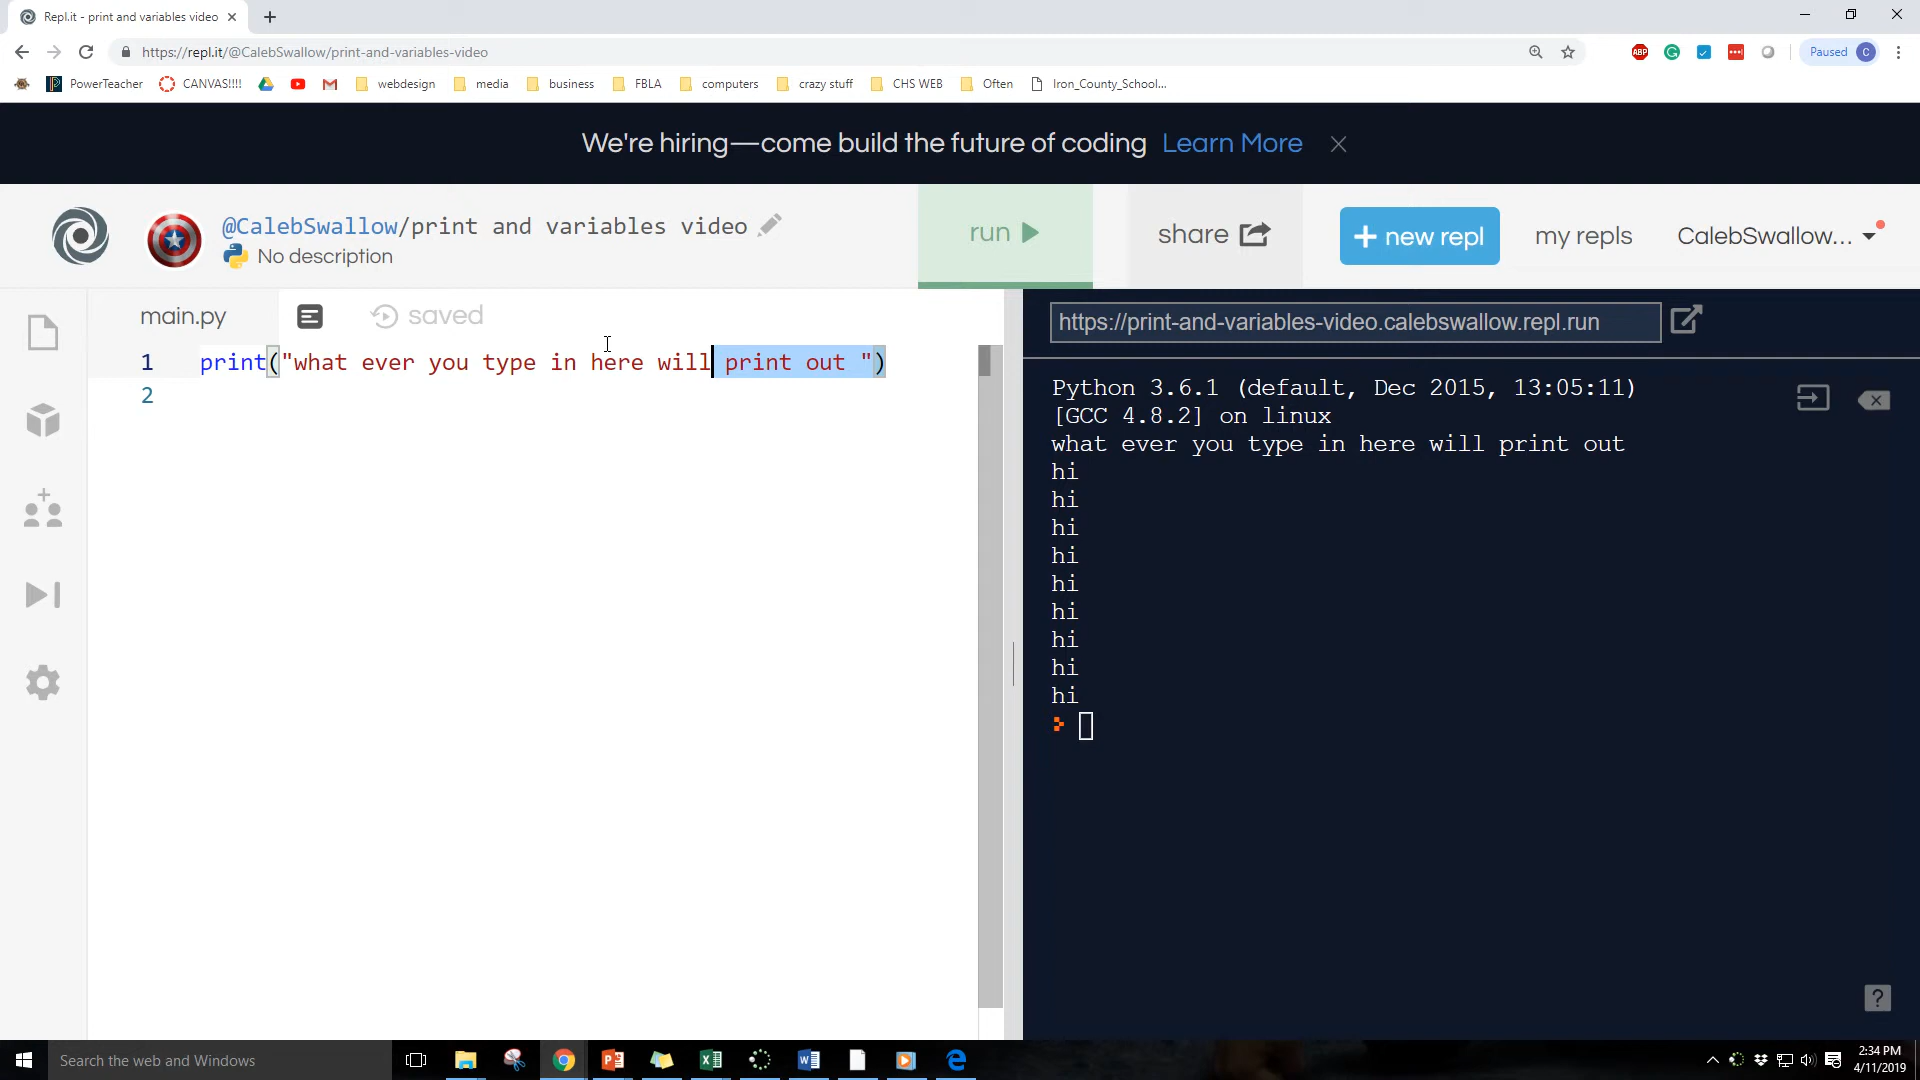 Repl.it - print and variables video
https://repl.it/@CalebSwallow/print-and-variables-video
ABP
Paused C
PowerTeacher CANVAS!!!! webdesign media business FBLA computers crazy stuff CHS WEB Often Iron_County_School...
We're hiring—come build the future of coding Learn More
@CalebSwallow/print and variables video
No description
run
share
+ new repl
my repls
CalebSwallow...
main.py
saved
https://print-and-variables-video.calebswallow.repl.run
1 print("what ever you type in here will print out ")
2
Python 3.6.1 (default, Dec 2015, 13:05:11)
[GCC 4.8.2] on linux
what ever you type in here will print out
hi
hi
hi
hi
hi
hi
hi
hi
hi
?
Search the web and Windows
2:34 PM
4/11/2019